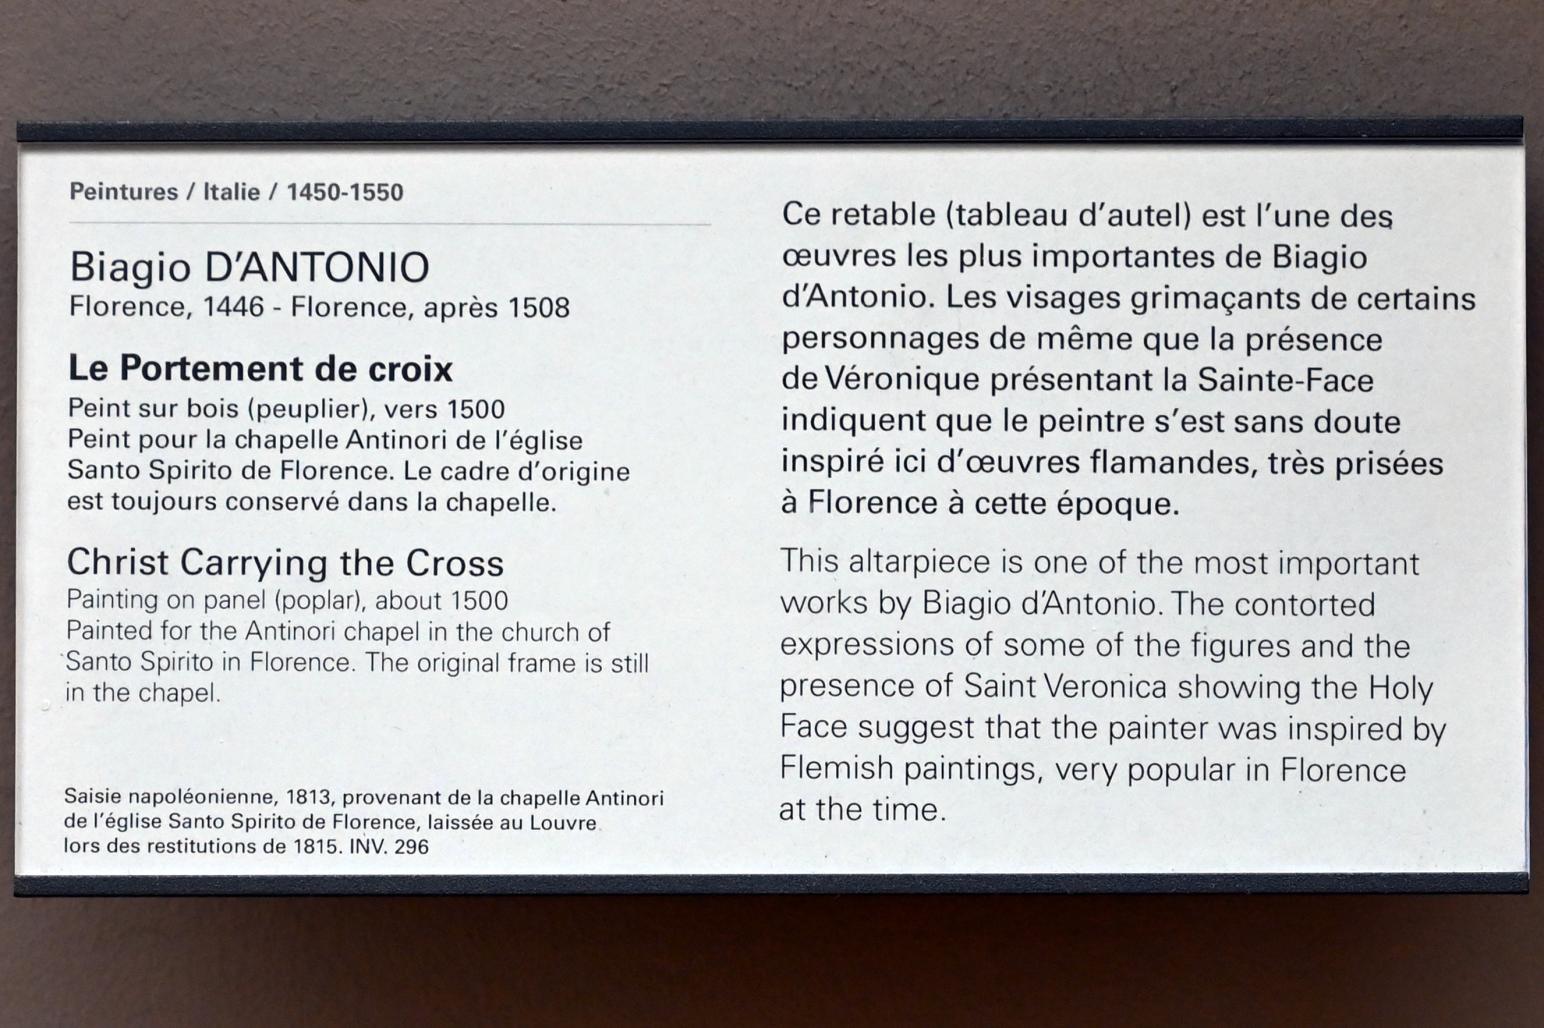 Peintures / Italie / 1450-1550
Biagio D'ANTONIO
Florence, 1446 - Florence, après 1508
Le Portement de croix
Peint sur bois (peuplier), vers 1500
Peint pour la chapelle Antinori de l'église
Santo Spirito de Florence. Le cadre d'origine
est toujours conservé dans la chapelle.
Christ Carrying the Cross
Painting on panel (poplar), about 1500
Painted for the Antinori chapel in the church of
Santo Spirito in Florence. The original frame is still
in the chapel.
Saisie napoléonienne, 1813, provenant de la chapelle Antinori
de l'église Santo Spirito de Florence, laissée au Louvre
lors des restitutions de 1815. INV. 296
Ce retable (tableau d'autel) est l'une des
œuvres les plus importantes de Biagio
d'Antonio. Les visages grimaçants de certains
personnages de même que la présence
de Véronique présentant la Sainte-Face
indiquent que le peintre s'est sans doute
inspiré ici d'œuvres flamandes, très prisées
à Florence à cette époque.
This altarpiece is one of the most important
works by Biagio d'Antonio. The contorted
expressions of some of the figures and the
presence of Saint Veronica showing the Holy
Face suggest that the painter was inspired by
Flemish paintings, very popular in Florence
at the time.